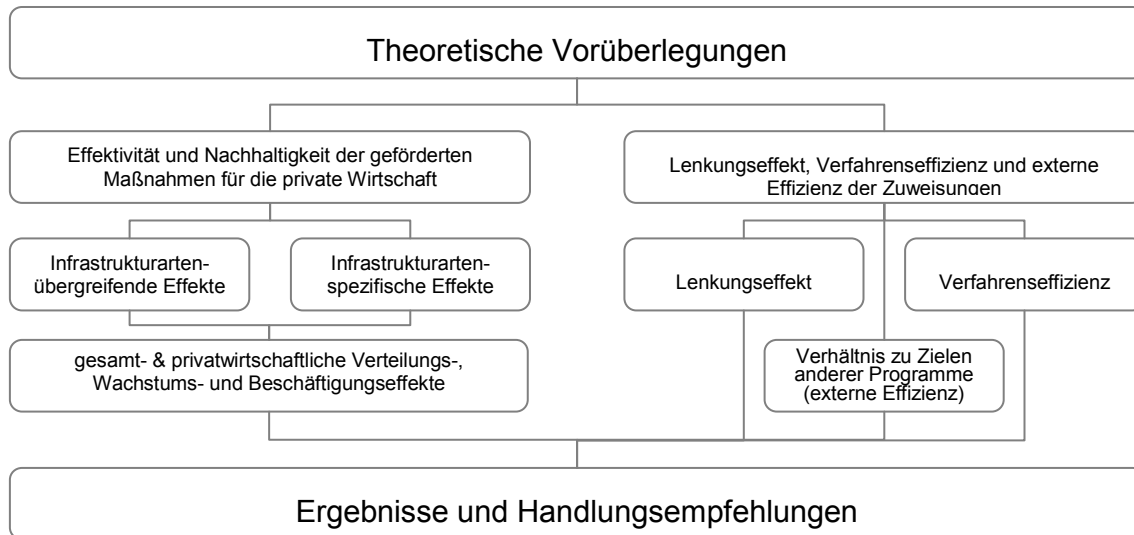 Theoretische Vorüberlegungen
Effektivität und Nachhaltigkeit der geförderten
Maßnahmen für die private Wirtschaft
Lenkungseffekt, Verfahrenseffizienz und externe
Effizienz der Zuweisungen
Infrastrukturarten-
übergreifende Effekte
Infrastrukturarten-
spezifische Effekte
Lenkungseffekt
Verfahrenseffizienz
gesamt- & privatwirtschaftliche Verteilungs-,
Wachstums- und Beschäftigungseffekte
Verhältnis zu Zielen
anderer Programme
(externe Effizienz)
Ergebnisse und Handlungsempfehlungen